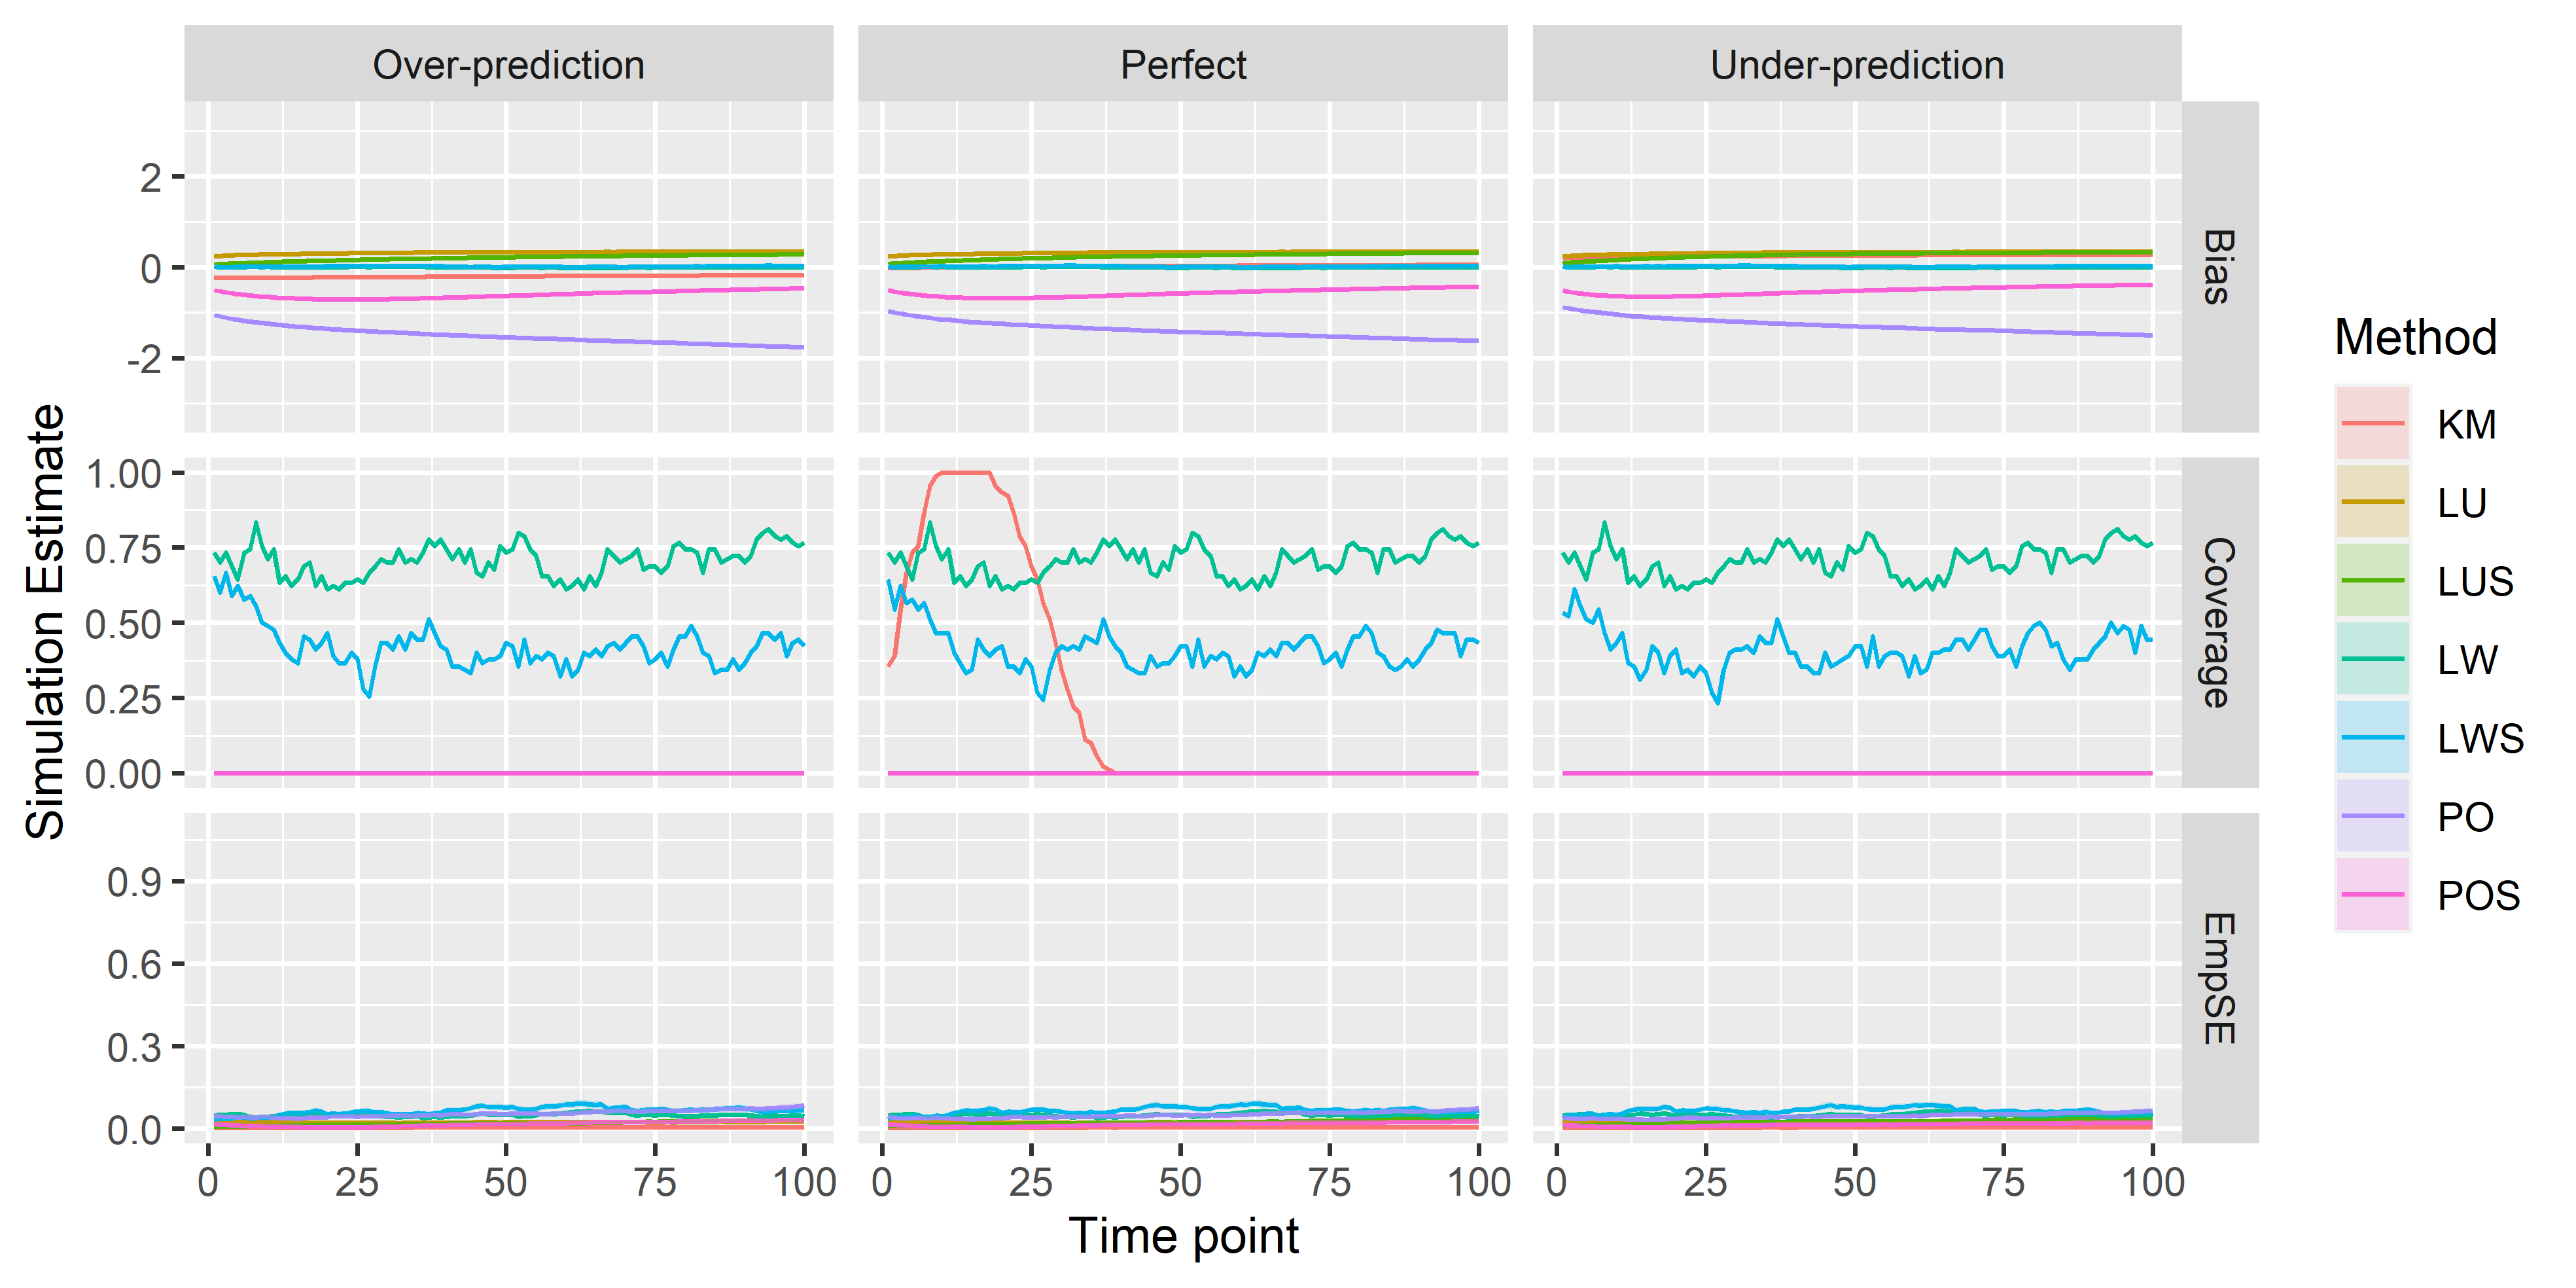 Over-prediction
Perfect
Under-prediction
2
0
-2
Bias
1.00
0.75
0.50
0.25
0.00
Coverage
0.9
0.6
0.3
0.0
EmpSE
0 25 50 75 100
0 25 50 75 100
0 25 50 75 100
Time point
Simulation Estimate
Method
KM
LU
LUS
LW
LWS
PO
POS